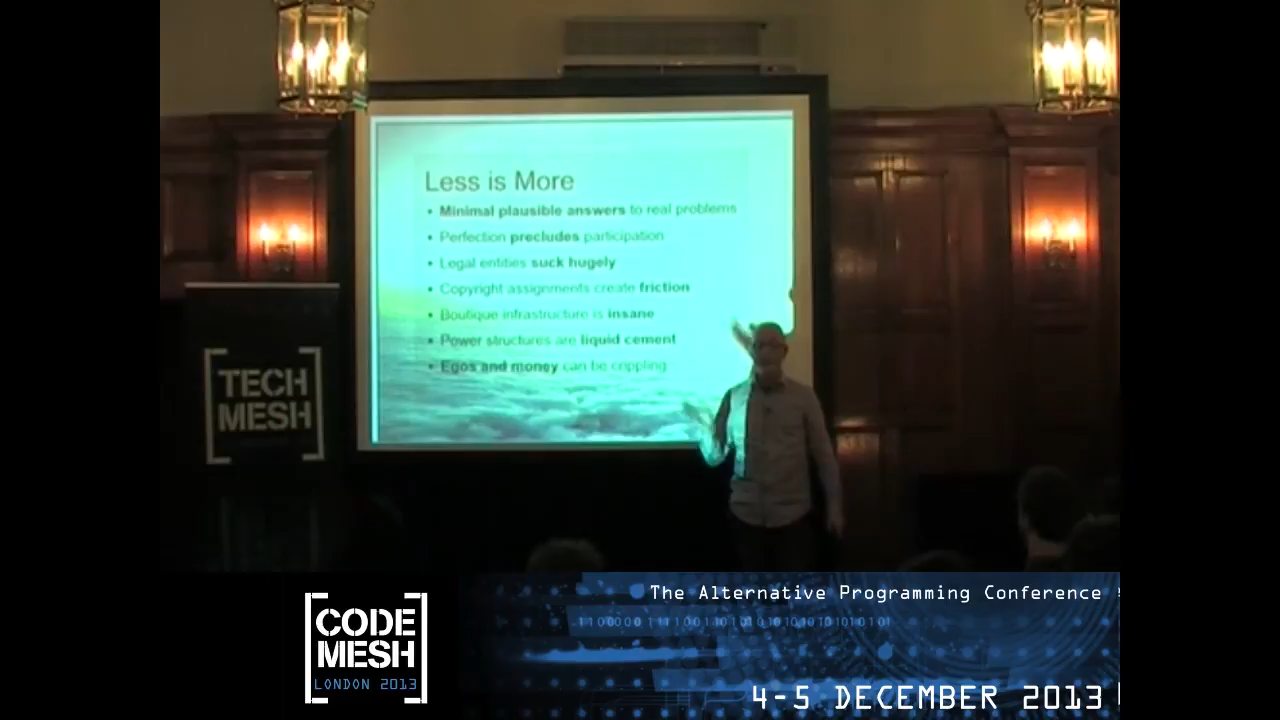 Less is More
• Minimal plausible answers to real problems
• Perfection precludes participation
• Legal entities suck hugely
• Copyright assignments create friction
• Boutique infrastructure is insane
• Power structures are liquid cement
• Egos and money can be crippling
TECH
MESH
CODE
MESH
LONDON 2013
The Alternative Programming Conference
4-5 DECEMBER 2013